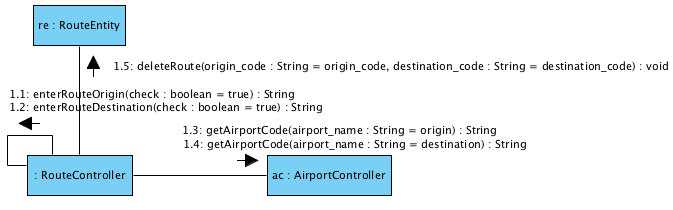 re : RouteEntity
1.5: deleteRoute(origin_code : String = origin_code, destination_code : String = destination_code) : void
1.1: enterRouteOrigin(check : boolean = true) : String
1.2: enterRouteDestination(check : boolean = true) : String
1.3: getAirportCode(airport_name : String = origin) : String
1.4: getAirportCode(airport_name : String = destination) : String
: RouteController
ac : AirportController